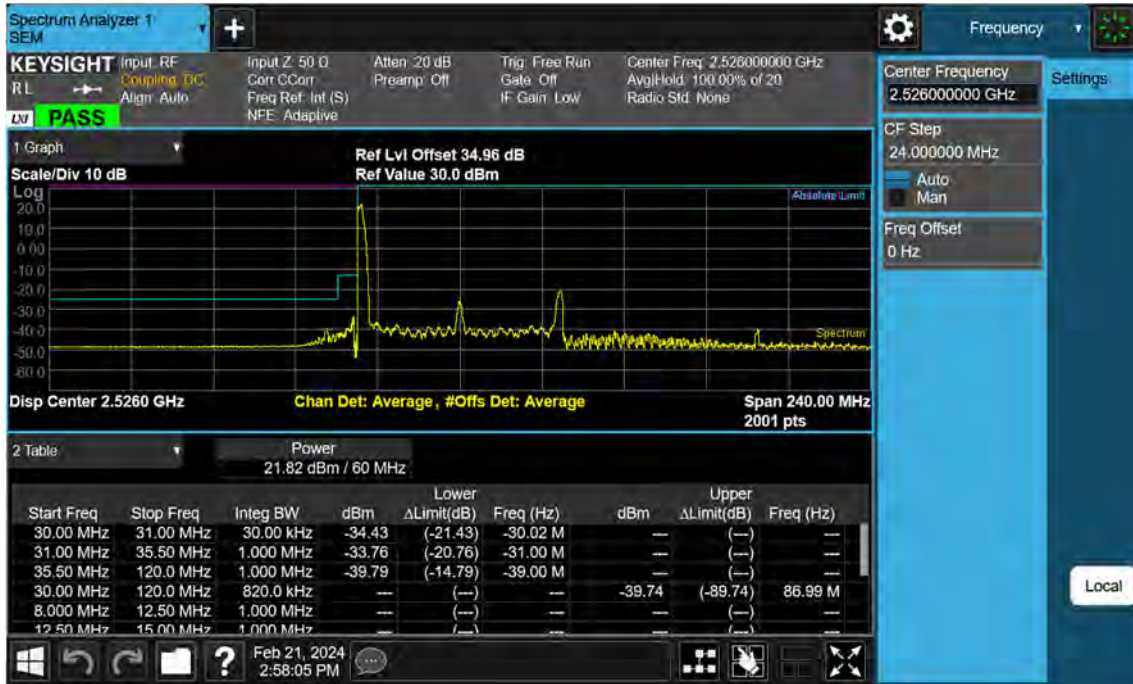 Spectrum Analyzer 1
SEM
+
Frequency
KEYSIGHT
RL
LXI
PASS
Input: RF
Coupling: DC
Align: Auto
Input Z: 50 Ω
Corr CCorr
Freq Ref: Int (S)
NFE: Adaptive
Atten: 20 dB
Preamp: Off
Trig: Free Run
Gate: Off
IF Gain: Low
Center Freq: 2.526000000 GHz
Avg|Hold: 100.00% of 20
Radio Std: None
Center Frequency
2.526000000 GHz
Settings
CF Step
24.000000 MHz
Auto
Man
Freq Offset
0 Hz
Local
1 Graph
Scale/Div 10 dB
Ref Lvl Offset 34.96 dB
Ref Value 30.0 dBm
Log
Absolute Limit
20.0
10.0
0.00
-10.0
-20.0
-30.0
-40.0
Spectrum
-50.0
-60.0
Disp Center 2.5260 GHz
Chan Det: Average, #Offs Det: Average
Span 240.00 MHz
2001 pts
2 Table
Power
21.82 dBm / 60 MHz
Lower Upper
Start Freq Stop Freq Integ BW dBm ΔLimit(dB) Freq (Hz) dBm ΔLimit(dB) Freq (Hz)
30.00 MHz 31.00 MHz 30.00 kHz -34.43 (-21.43) -30.02 M --- (---) ---
31.00 MHz 35.50 MHz 1.000 MHz -33.76 (-20.76) -31.00 M --- (---) ---
35.50 MHz 120.0 MHz 1.000 MHz -39.79 (-14.79) -39.00 M --- (---) ---
30.00 MHz 120.0 MHz 820.0 kHz --- (---) --- -39.74 (-89.74) 86.99 M
8.000 MHz 12.50 MHz 1.000 MHz --- (---) --- --- (---) ---
12.50 MHz 15.00 MHz 1.000 MHz --- (---) --- --- (---) ---
?
Feb 21, 2024
2:58:05 PM